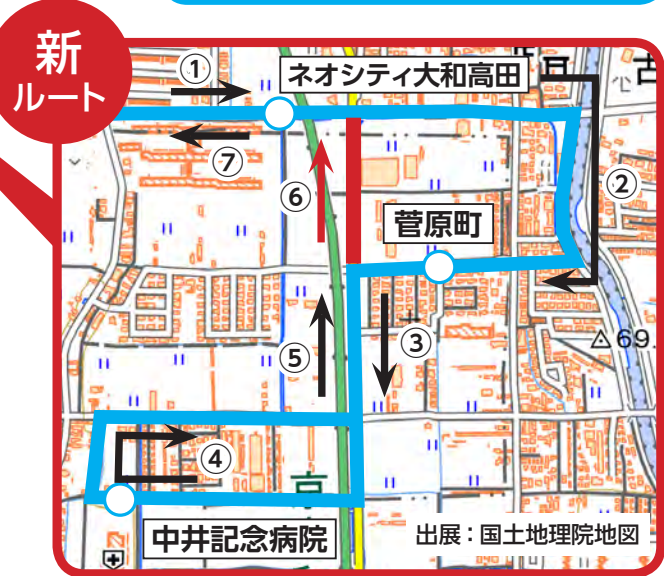 新
ルート
①
ネオシティ大和高田
古
⑦
②
⑥
菅原町
⑤
③
69.
④
京
中井記念病院
出展：国土地理院地図